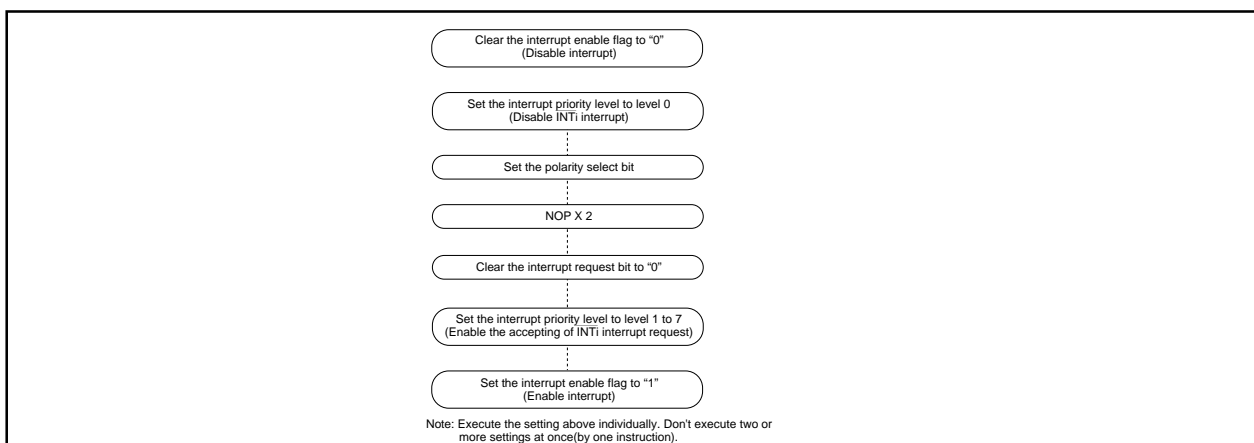 Clear the interrupt enable flag to “0”
(Disable interrupt)
Set the interrupt priority level to level 0
(Disable INTi interrupt)
Set the polarity select bit
NOP X 2
Clear the interrupt request bit to “0”
Set the interrupt priority level to level 1 to 7
(Enable the accepting of INTi interrupt request)
Set the interrupt enable flag to “1”
(Enable interrupt)
Note: Execute the setting above individually. Don’t execute two or
more settings at once(by one instruction).